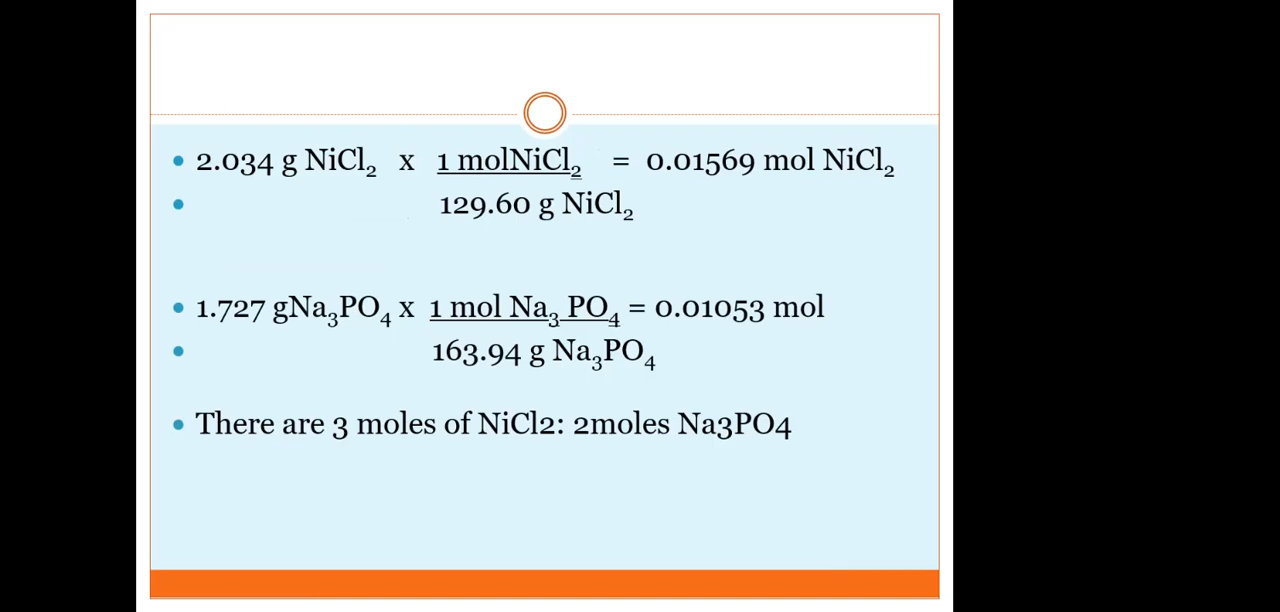 2.034 g NiCl₂ x 1 molNiCl₂ = 0.01569 mol NiCl₂
129.60 g NiCl₂
1.727 gNa₃PO₄ x 1 mol Na₃ PO₄ = 0.01053 mol
163.94 g Na₃PO₄
There are 3 moles of NiCl2: 2moles Na3PO4